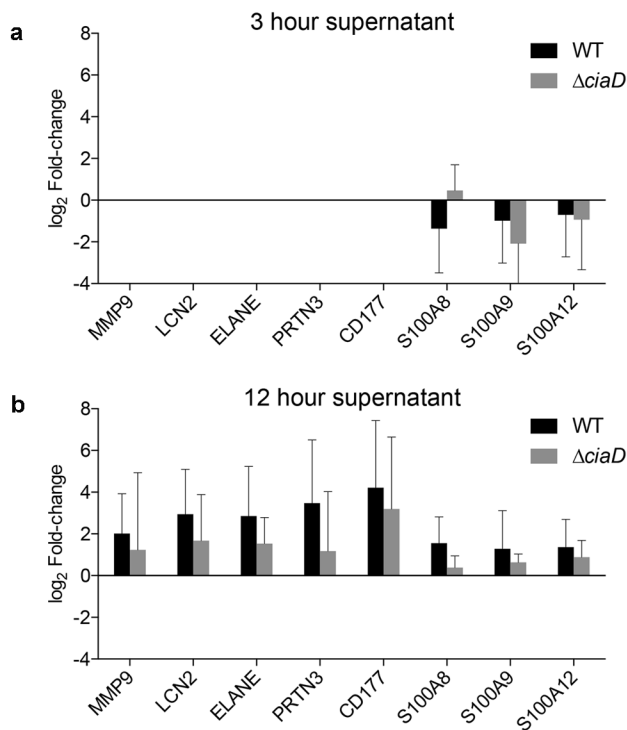 a
3 hour supernatant
WT
ΔciaD
log2 Fold-change
8
6
4
2
0
-2
-4
MMP9
LCN2
ELANE
PRTN3
CD177
S100A8
S100A9
S100A12
b
12 hour supernatant
WT
ΔciaD
log2 Fold-change
8
6
4
2
0
-2
-4
MMP9
LCN2
ELANE
PRTN3
CD177
S100A8
S100A9
S100A12